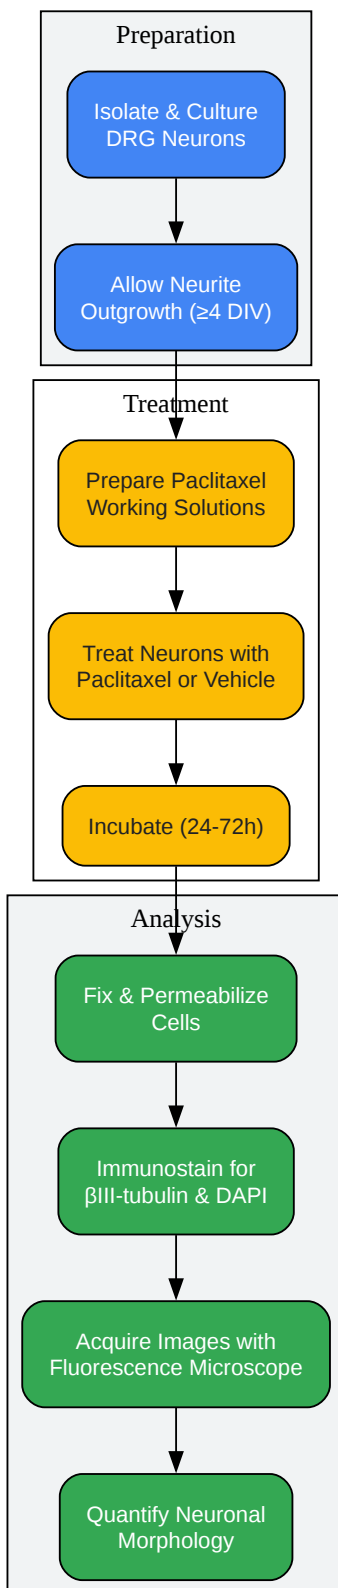 Preparation
Isolate & Culture
DRG Neurons
Allow Neurite
Outgrowth (≥4 DIV)
Treatment
Prepare Paclitaxel
Working Solutions
Treat Neurons with
Paclitaxel or Vehicle
Incubate (24-72h)
Analysis
Fix & Permeabilize
Cells
Immunostain for
βIII-tubulin & DAPI
Acquire Images with
Fluorescence Microscope
Quantify Neuronal
Morphology